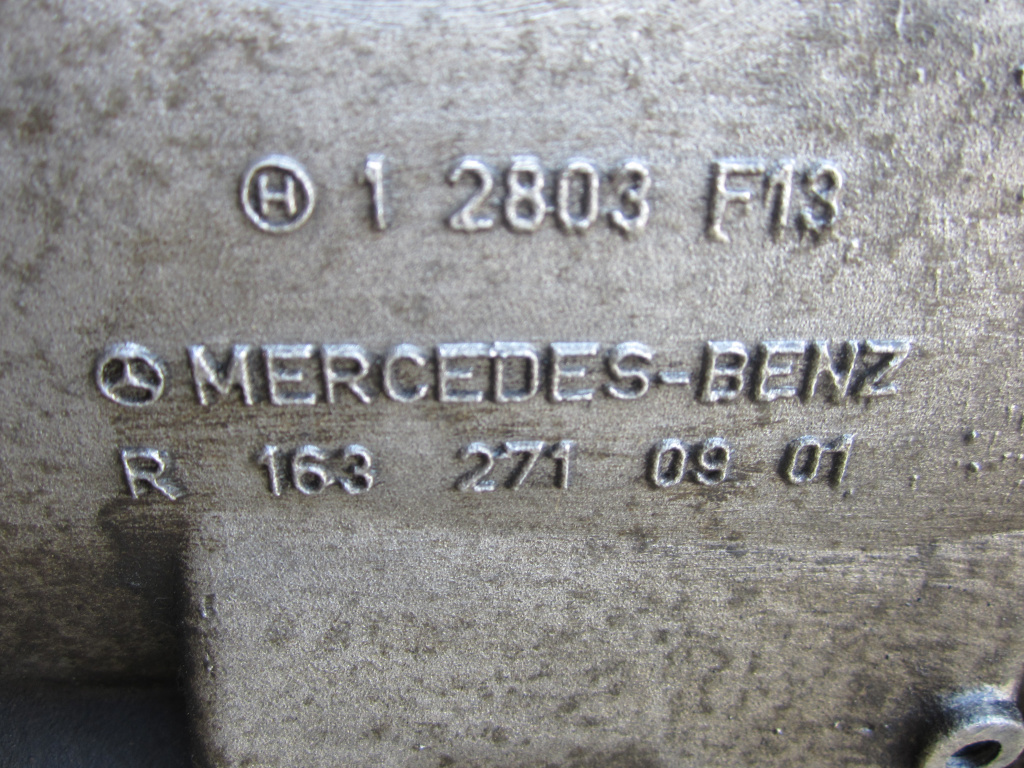 Ⓗ 1 2803 F13
MERCEDES-BENZ
R 163 271 09 01